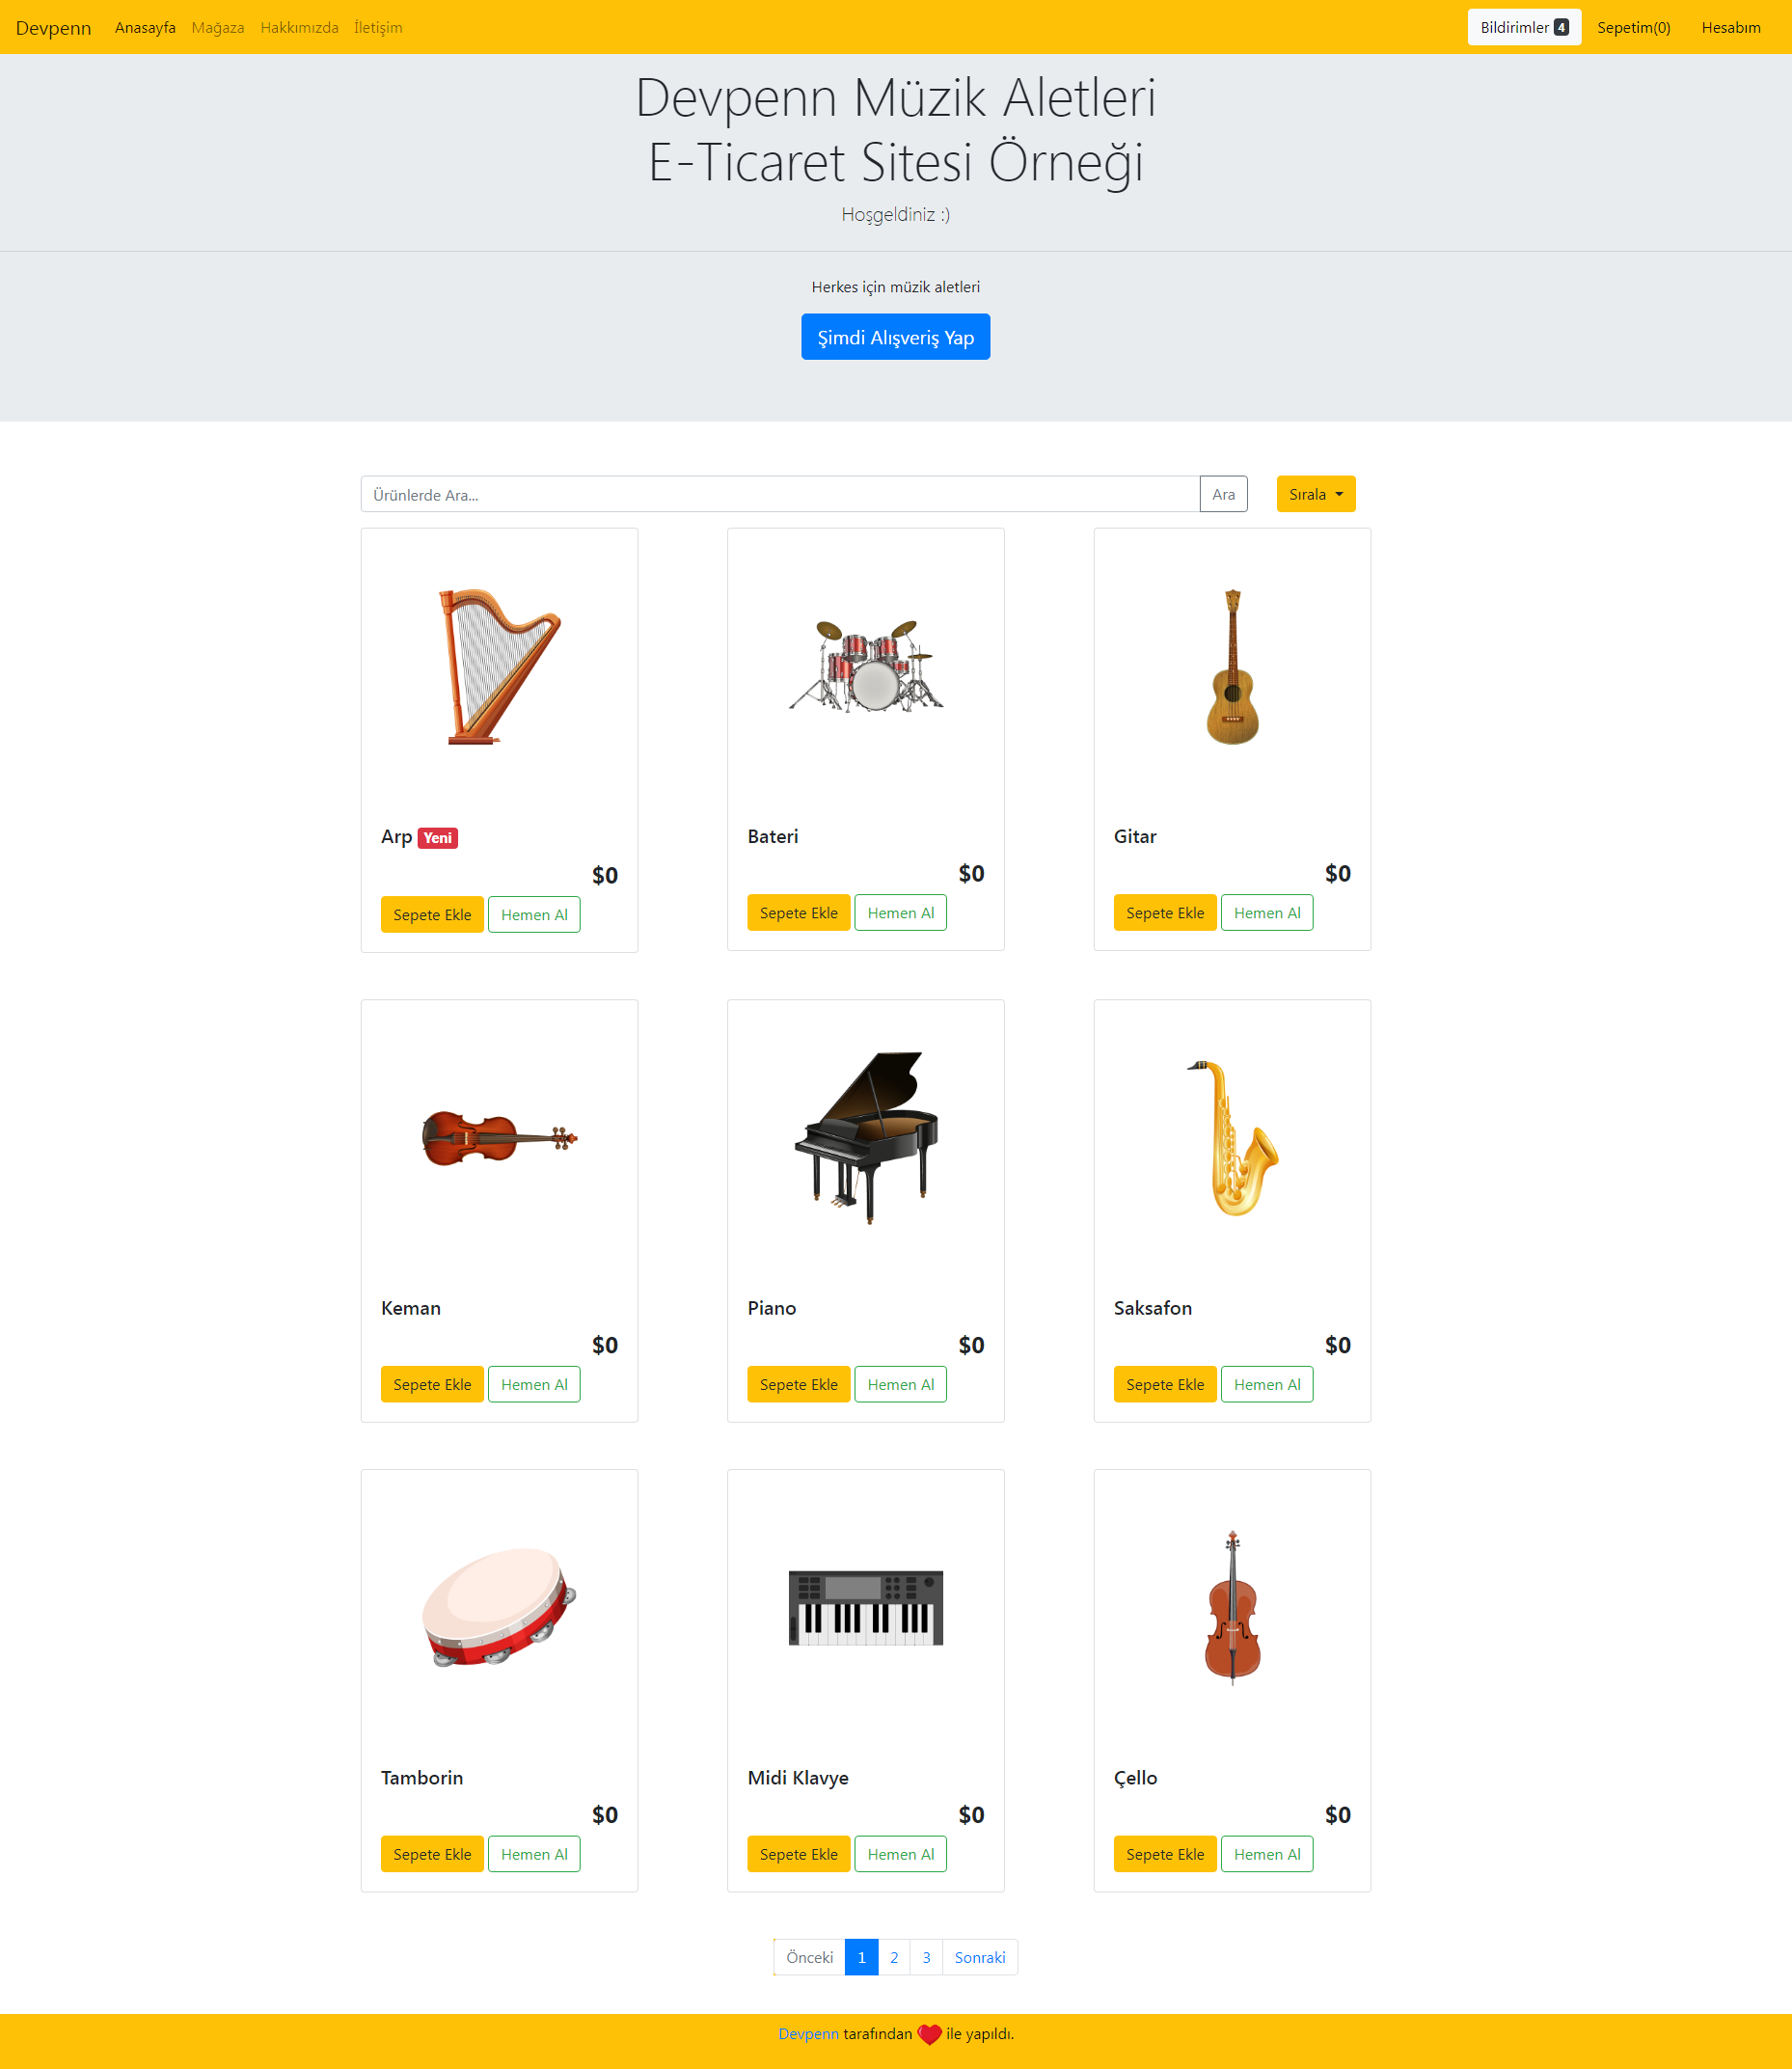 Devpenn Anasayfa Mağaza Hakkımızda İletişim Bildirimler 4 Sepetim(0) Hesabım
Devpenn Müzik Aletleri
E-Ticaret Sitesi Örneği
Hoşgeldiniz :)
Herkes için müzik aletleri
Şimdi Alışveriş Yap
Ürünlerde Ara... Ara Sırala
Arp Yeni
$0
Sepete Ekle Hemen Al
Bateri
$0
Sepete Ekle Hemen Al
Gitar
$0
Sepete Ekle Hemen Al
Keman
$0
Sepete Ekle Hemen Al
Piano
$0
Sepete Ekle Hemen Al
Saksafon
$0
Sepete Ekle Hemen Al
Tamborin
$0
Sepete Ekle Hemen Al
Midi Klavye
$0
Sepete Ekle Hemen Al
Çello
$0
Sepete Ekle Hemen Al
Önceki 1 2 3 Sonraki
Devpenn tarafından ❤ ile yapıldı.